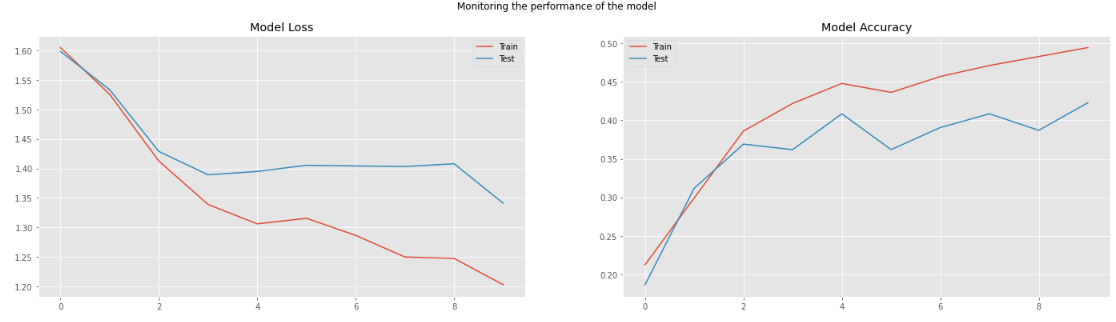 Monitoring the performance of the model
Model Loss
Train
Test
1.60
1.55
1.50
1.45
1.40
1.35
1.30
1.25
1.20
0 2 4 6 8
Model Accuracy
Train
Test
0.50
0.45
0.40
0.35
0.30
0.25
0.20
0 2 4 6 8